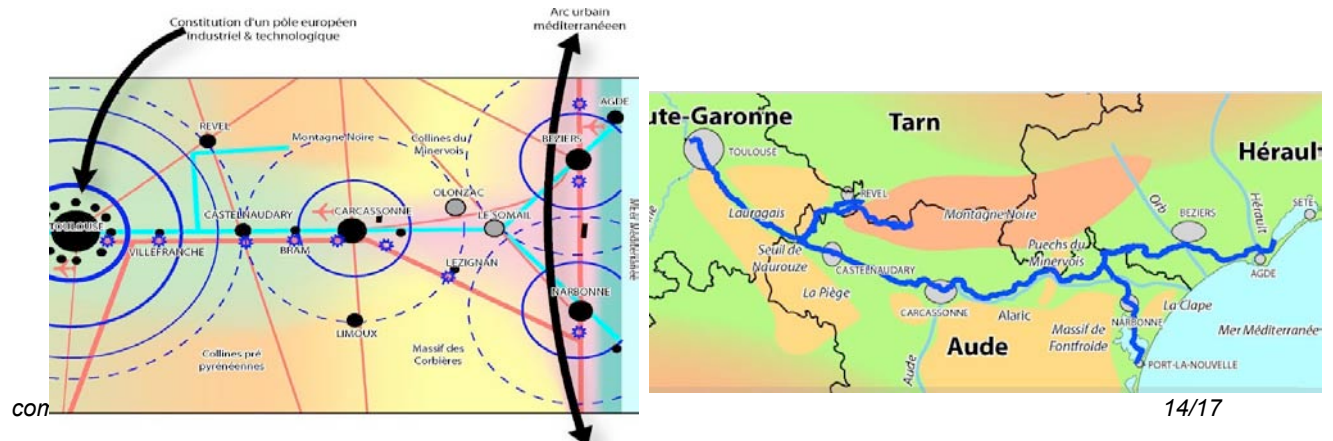 Constitution d'un pôle européen
industriel & technologique
Arc urbain
méditerranéeen
AGDE
REVEL
Montagne Noire
Collines du
Minervois
BEZIERS
OLONZAC
CASTELNAUDARY
CARCASSONNE
LE SOMAIL
TOULOUSE
VILLEFRANCHE
BRAM
LEZIGNAN
Mer Méditerranée
NARBONNE
LIMOUX
Collines pré
pyrénéennes
Massif des
Corbières
com
ute-Garonne
Tarn
Hérault
TOULOUSE
REVEL
Lauragais
Montagne Noire
Orb
BEZIERS
Hérault
SETE
Seuil de
Naurouze
CASTELNAUDARY
Puechs du
Minervois
AGDE
La Piège
CARCASSONNE
Alaric
La Clape
NARBONNE
Massif de
Fontfroide
Mer Méditerranée
Aude
Aude
PORT-LA-NOUVELLE
14/17